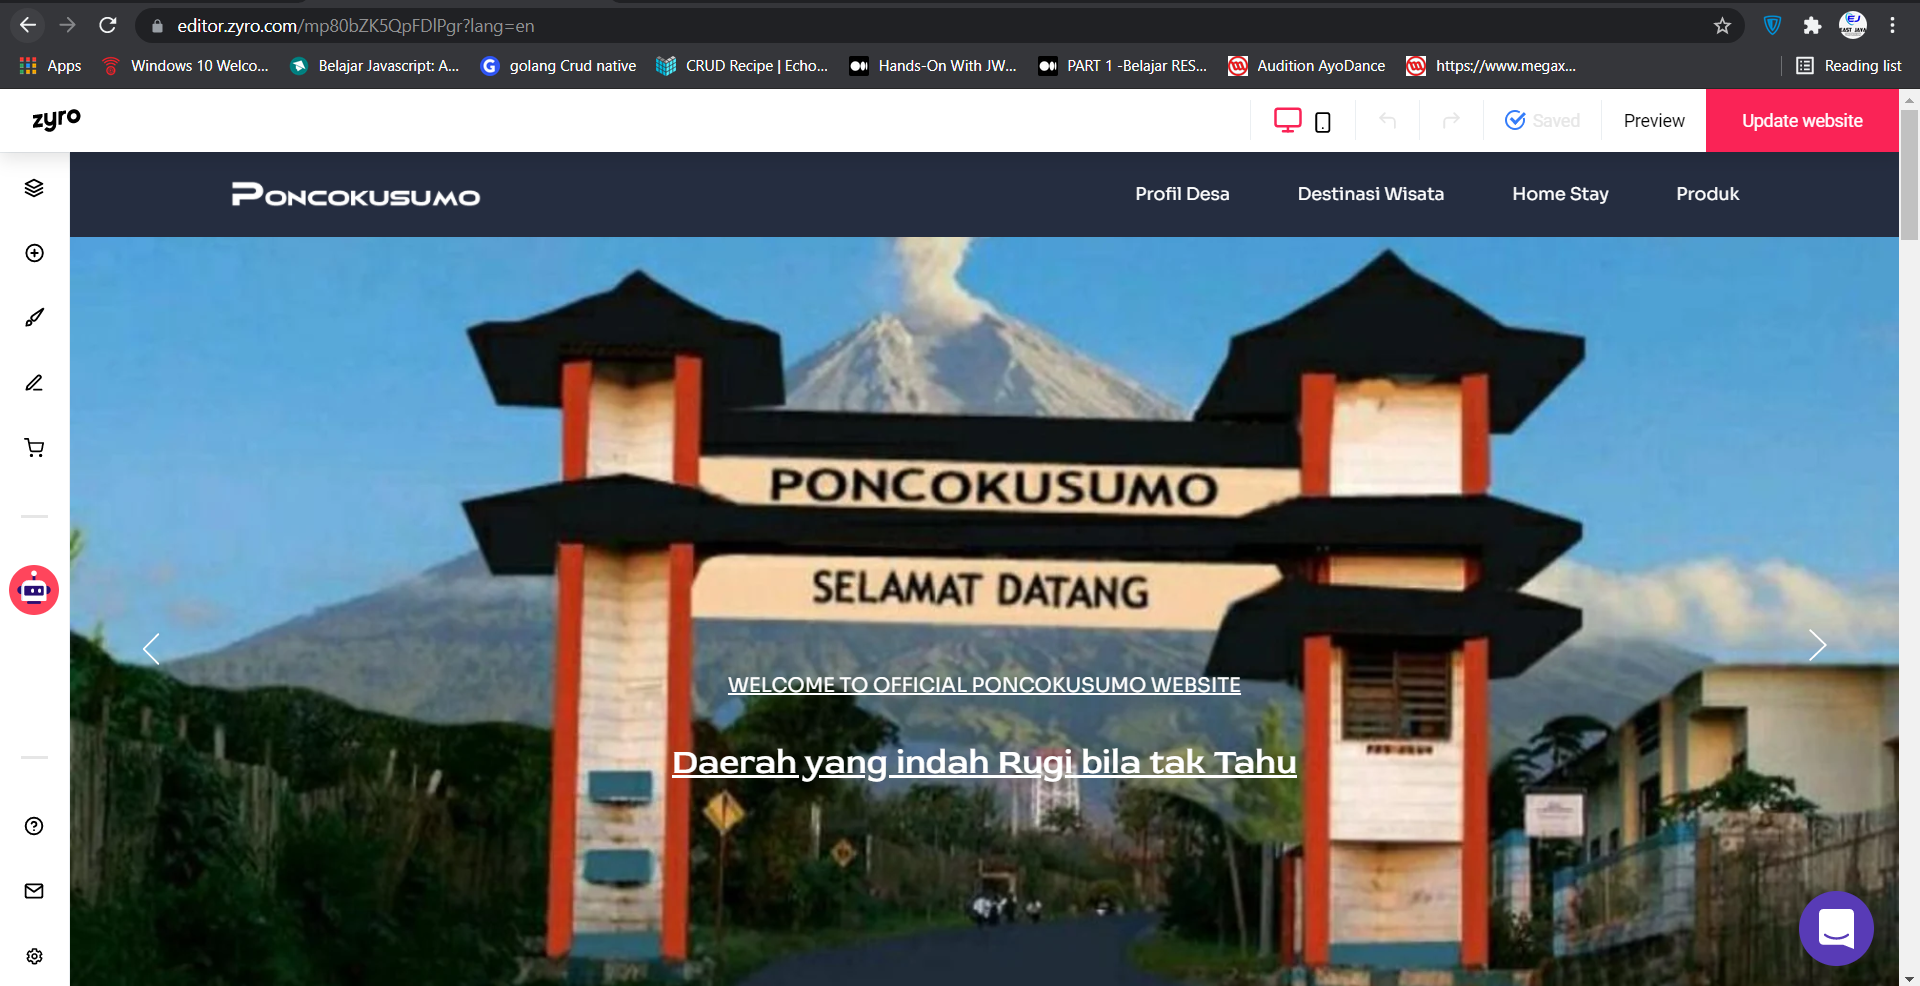 editor.zyro.com/mp80bZK5QpFDlPgr?lang=en
Apps
Windows 10 Welco...
Belajar Javascript: A...
golang Crud native
CRUD Recipe | Echo...
Hands-On With JW...
PART 1 -Belajar RES...
Audition AyoDance
https://www.megax...
Reading list
zyro
Saved
Preview
Update website
PONCOKUSUMO
Profil Desa
Destinasi Wisata
Home Stay
Produk
PONCOKUSUMO
SELAMAT DATANG
WELCOME TO OFFICIAL PONCOKUSUMO WEBSITE
Daerah yang indah Rugi bila tak Tahu